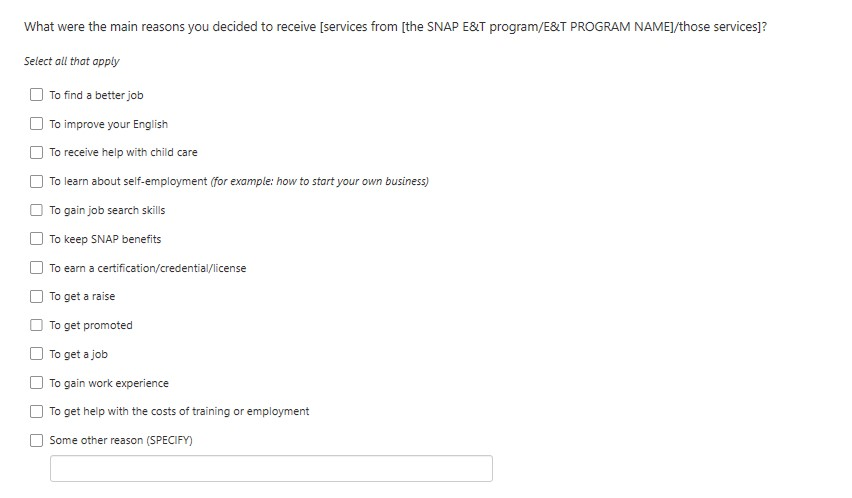 What were the main reasons you decided to receive [services from [the SNAP E&T program/E&T PROGRAM NAME]/those services]?
Select all that apply
To find a better job
To improve your English
To receive help with child care
To learn about self-employment (for example: how to start your own business)
To gain job search skills
To keep SNAP benefits
To earn a certification/credential/license
To get a raise
To get promoted
To get a job
To gain work experience
To get help with the costs of training or employment
Some other reason (SPECIFY)